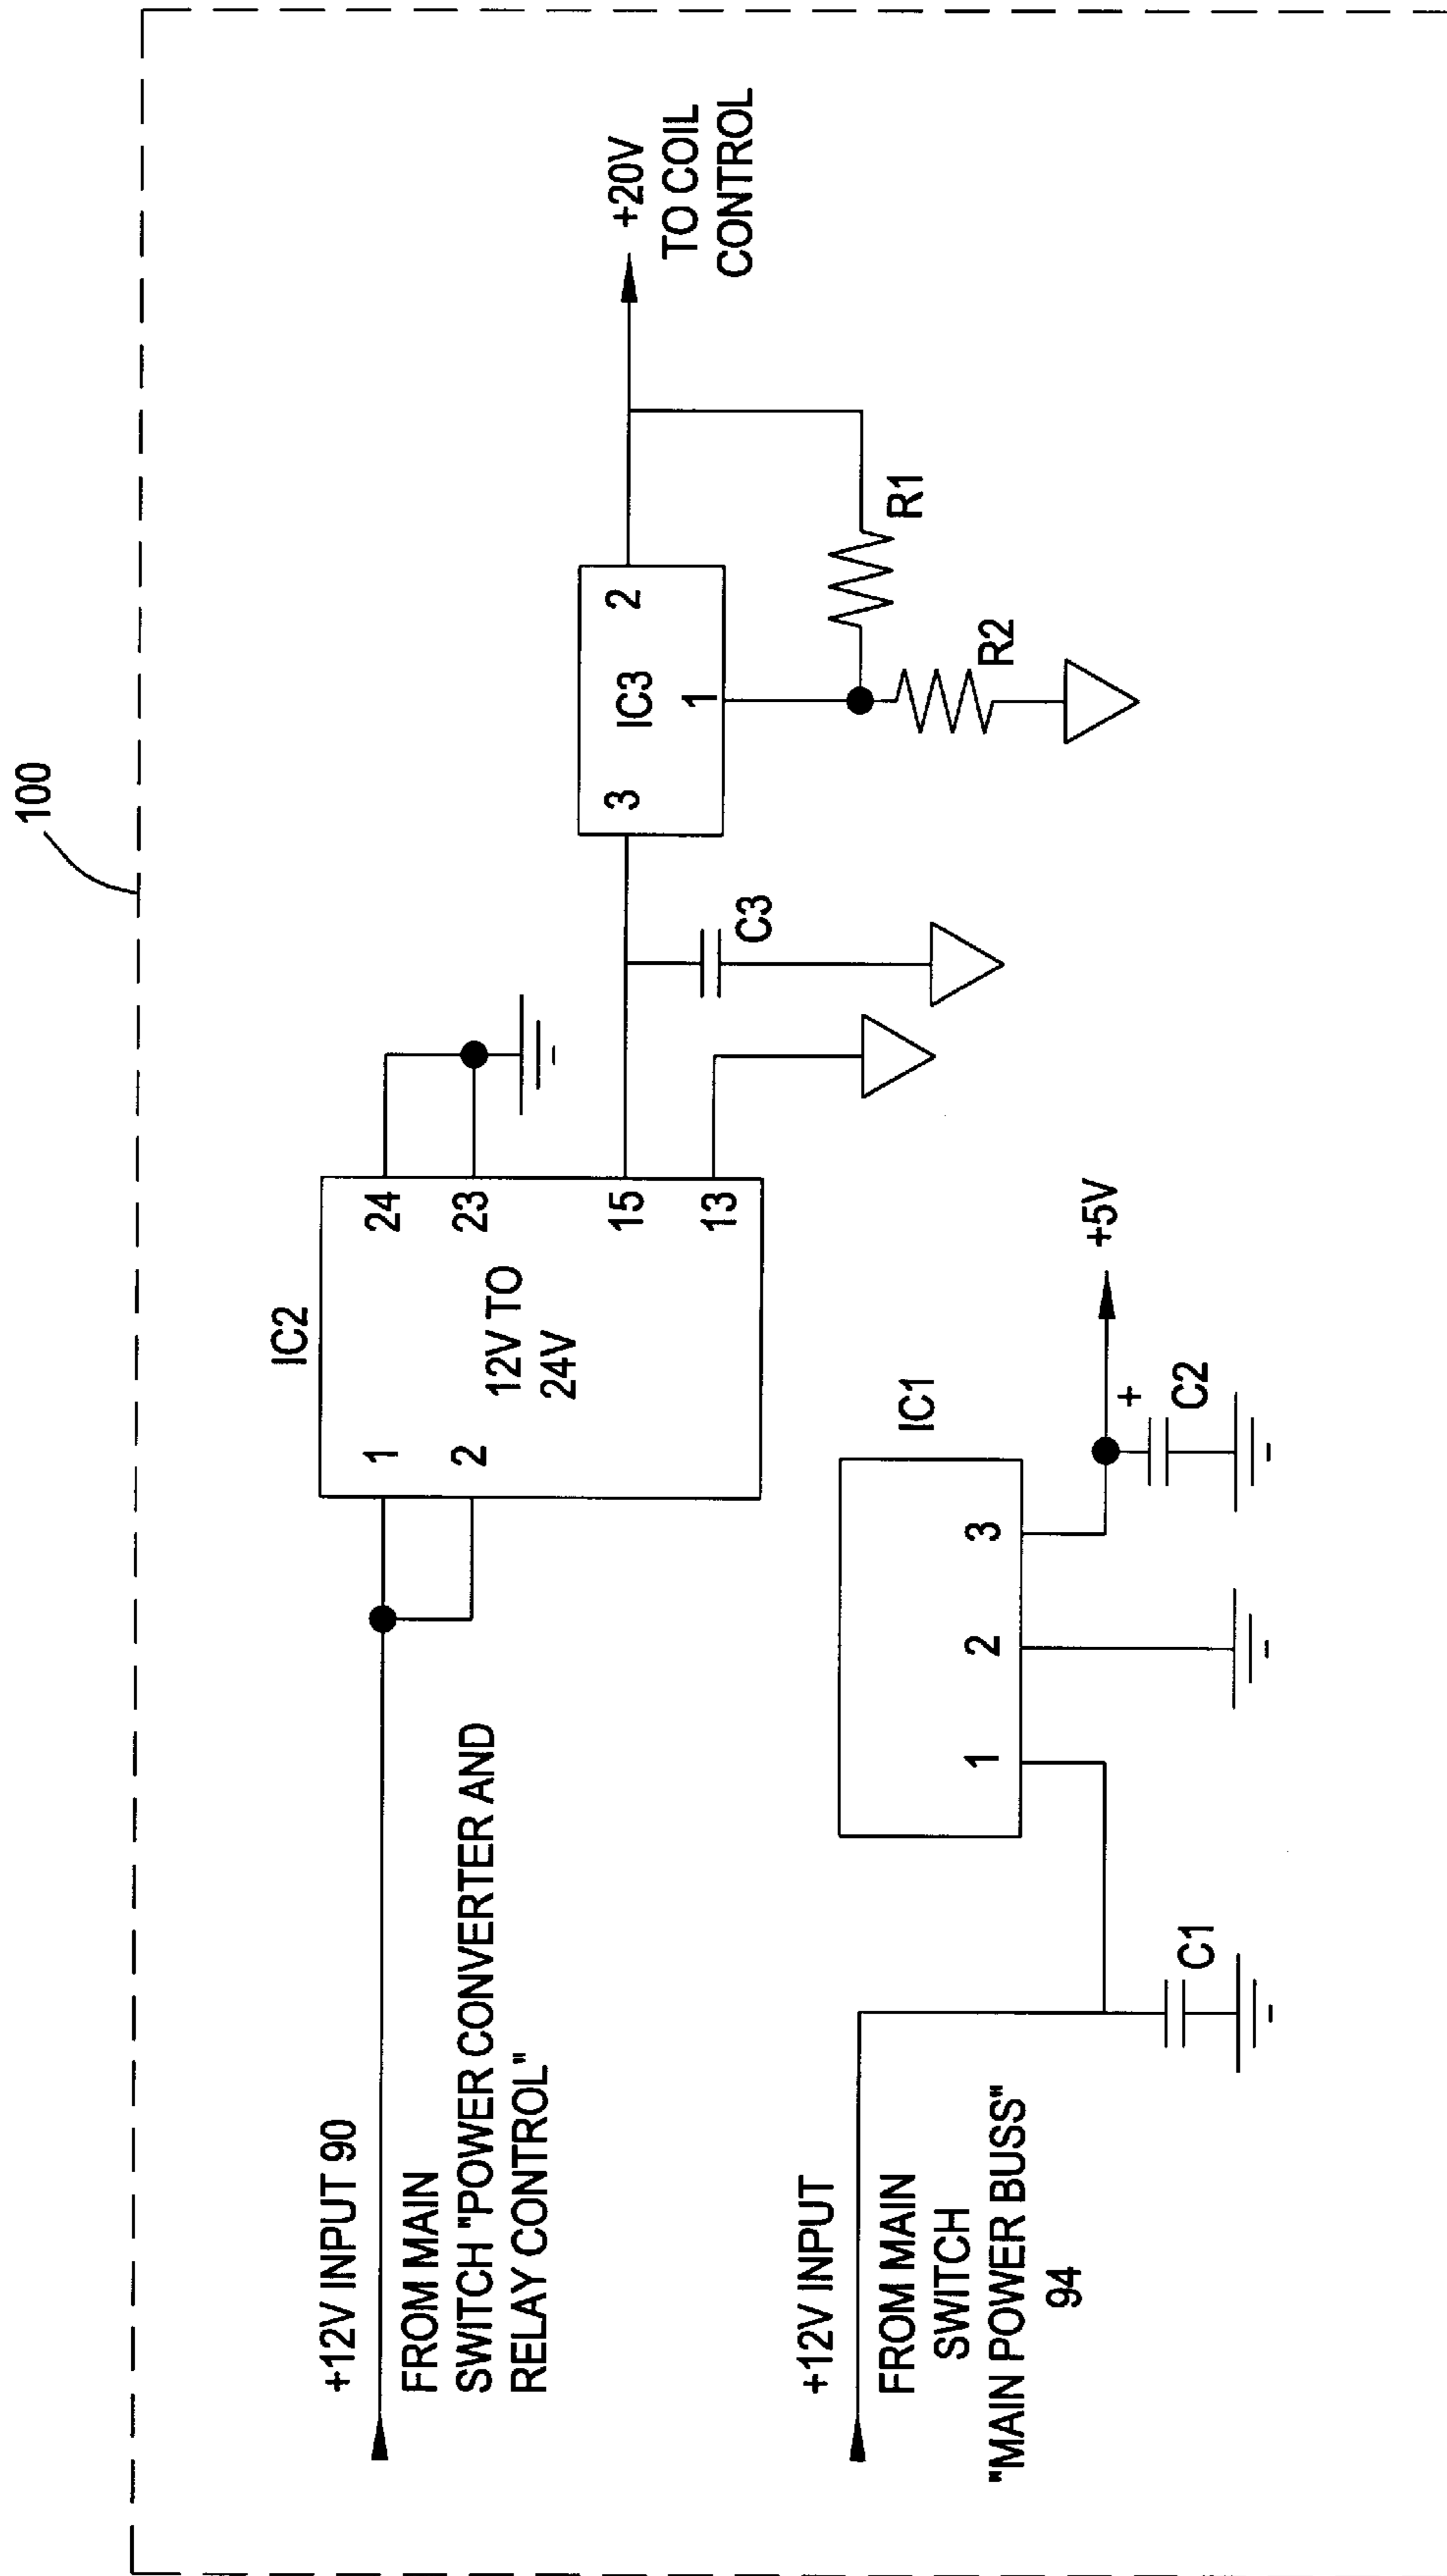 100
+12V INPUT 90
FROM MAIN
SWITCH "POWER CONVERTER AND
RELAY CONTROL"
IC2
1
2
12V TO
24V
24
23
15
13
C3
3
IC3
2
1
R1
R2
+20V
TO COIL
CONTROL
+12V INPUT
FROM MAIN
SWITCH
"MAIN POWER BUSS"
94
C1
IC1
1
2
3
+
C2
+5V